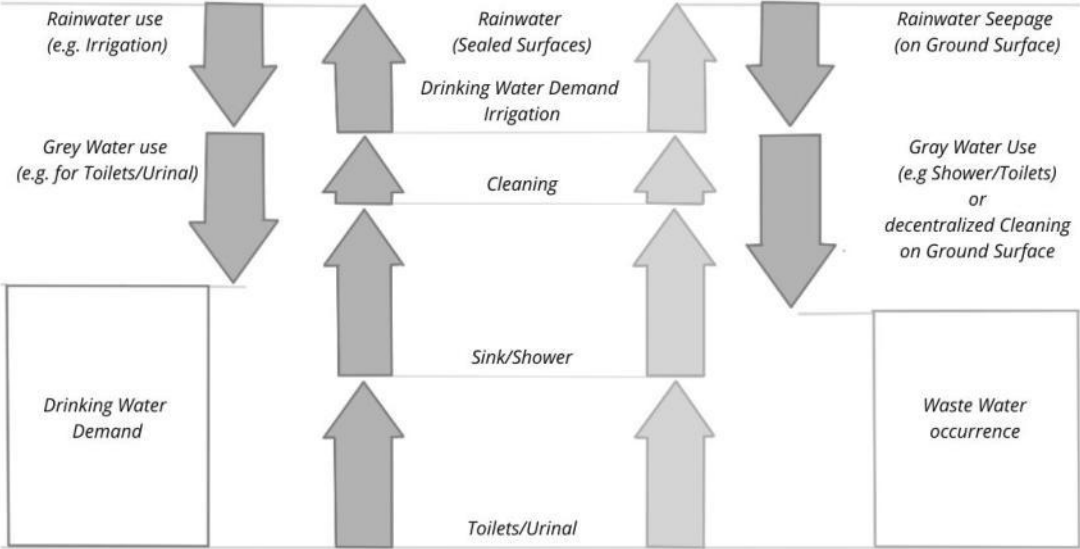 Rainwater use
(e.g. Irrigation)
Grey Water use
(e.g. for Toilets/Urinal)
Drinking Water
Demand
Rainwater
(Sealed Surfaces)
Drinking Water Demand
Irrigation
Cleaning
Sink/Shower
Toilets/Urinal
Rainwater Seepage
(on Ground Surface)
Gray Water Use
(e.g Shower/Toilets)
or
decentralized Cleaning
on Ground Surface
Waste Water
occurrence